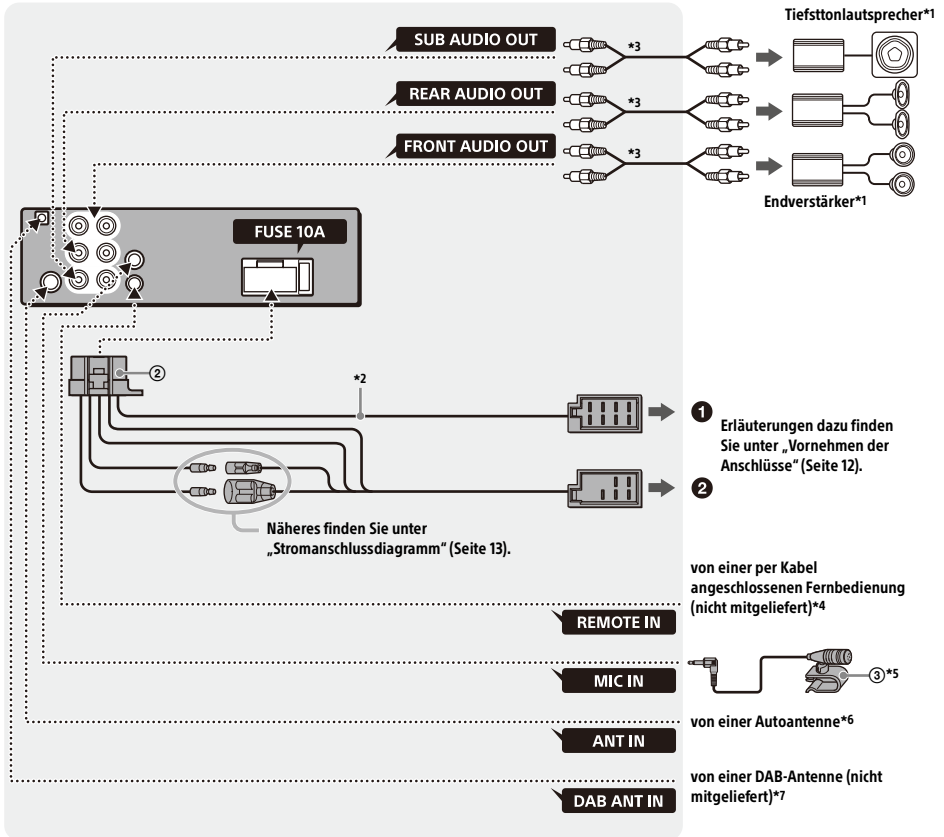 Tiefsttonlautsprecher*1
SUB AUDIO OUT
*3
REAR AUDIO OUT
*3
FRONT AUDIO OUT
*3
Endverstärker*1
FUSE 10A
②
*2
❶
Erläuterungen dazu finden
Sie unter „Vornehmen der
Anschlüsse“ (Seite 12).
❷
Näheres finden Sie unter
„Stromanschlussdiagramm“ (Seite 13).
von einer per Kabel
angeschlossenen Fernbedienung
(nicht mitgeliefert)*4
REMOTE IN
MIC IN
③*5
von einer Autoantenne*6
ANT IN
von einer DAB-Antenne (nicht
mitgeliefert)*7
DAB ANT IN